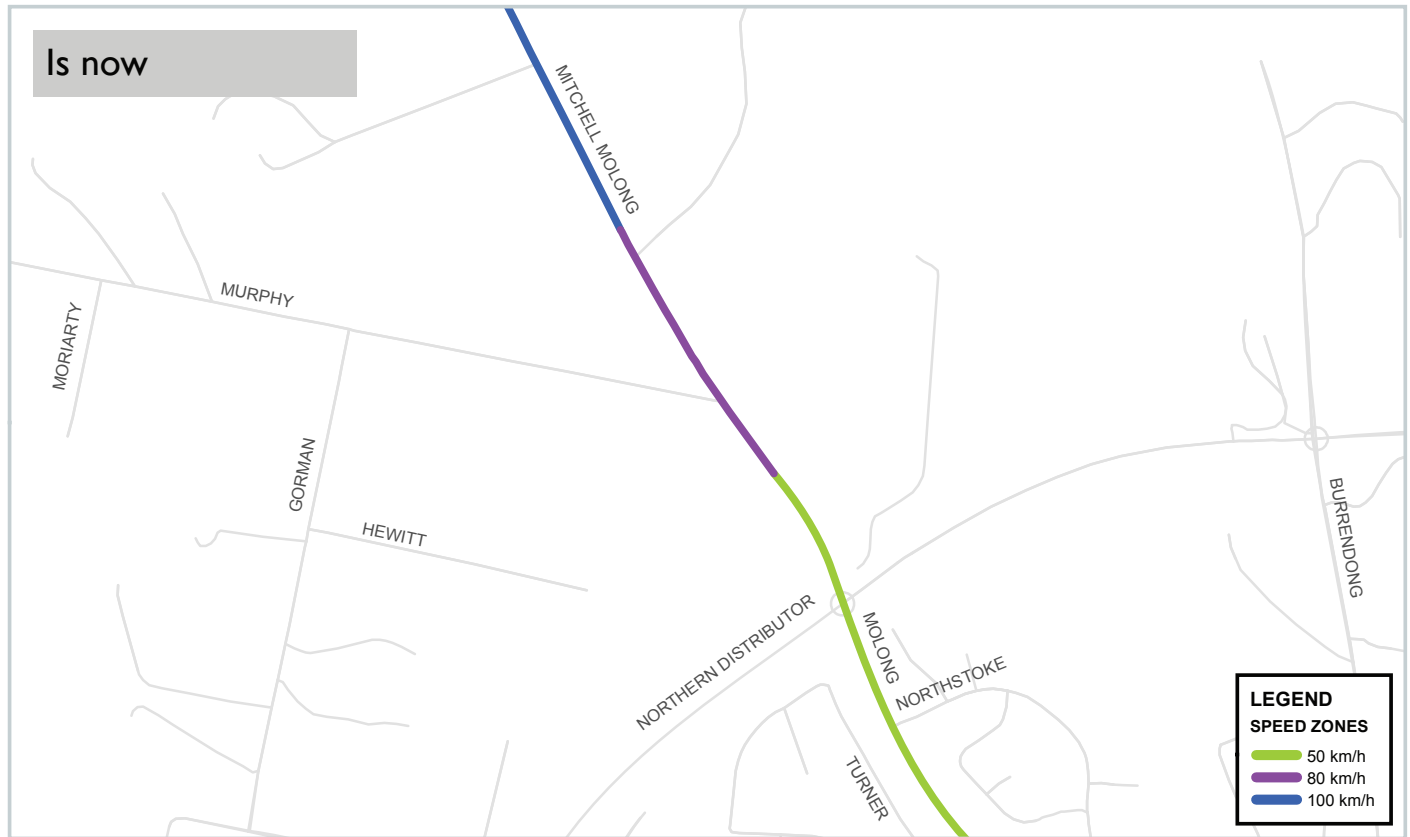 Is now
MITCHELL MOLONG
MURPHY
MORIARTY
GORMAN
HEWITT
BURRENDONG
NORTHERN DISTRIBUTOR
MOLONG
NORTHSTOKE
TURNER
LEGEND
SPEED ZONES
50 km/h
80 km/h
100 km/h